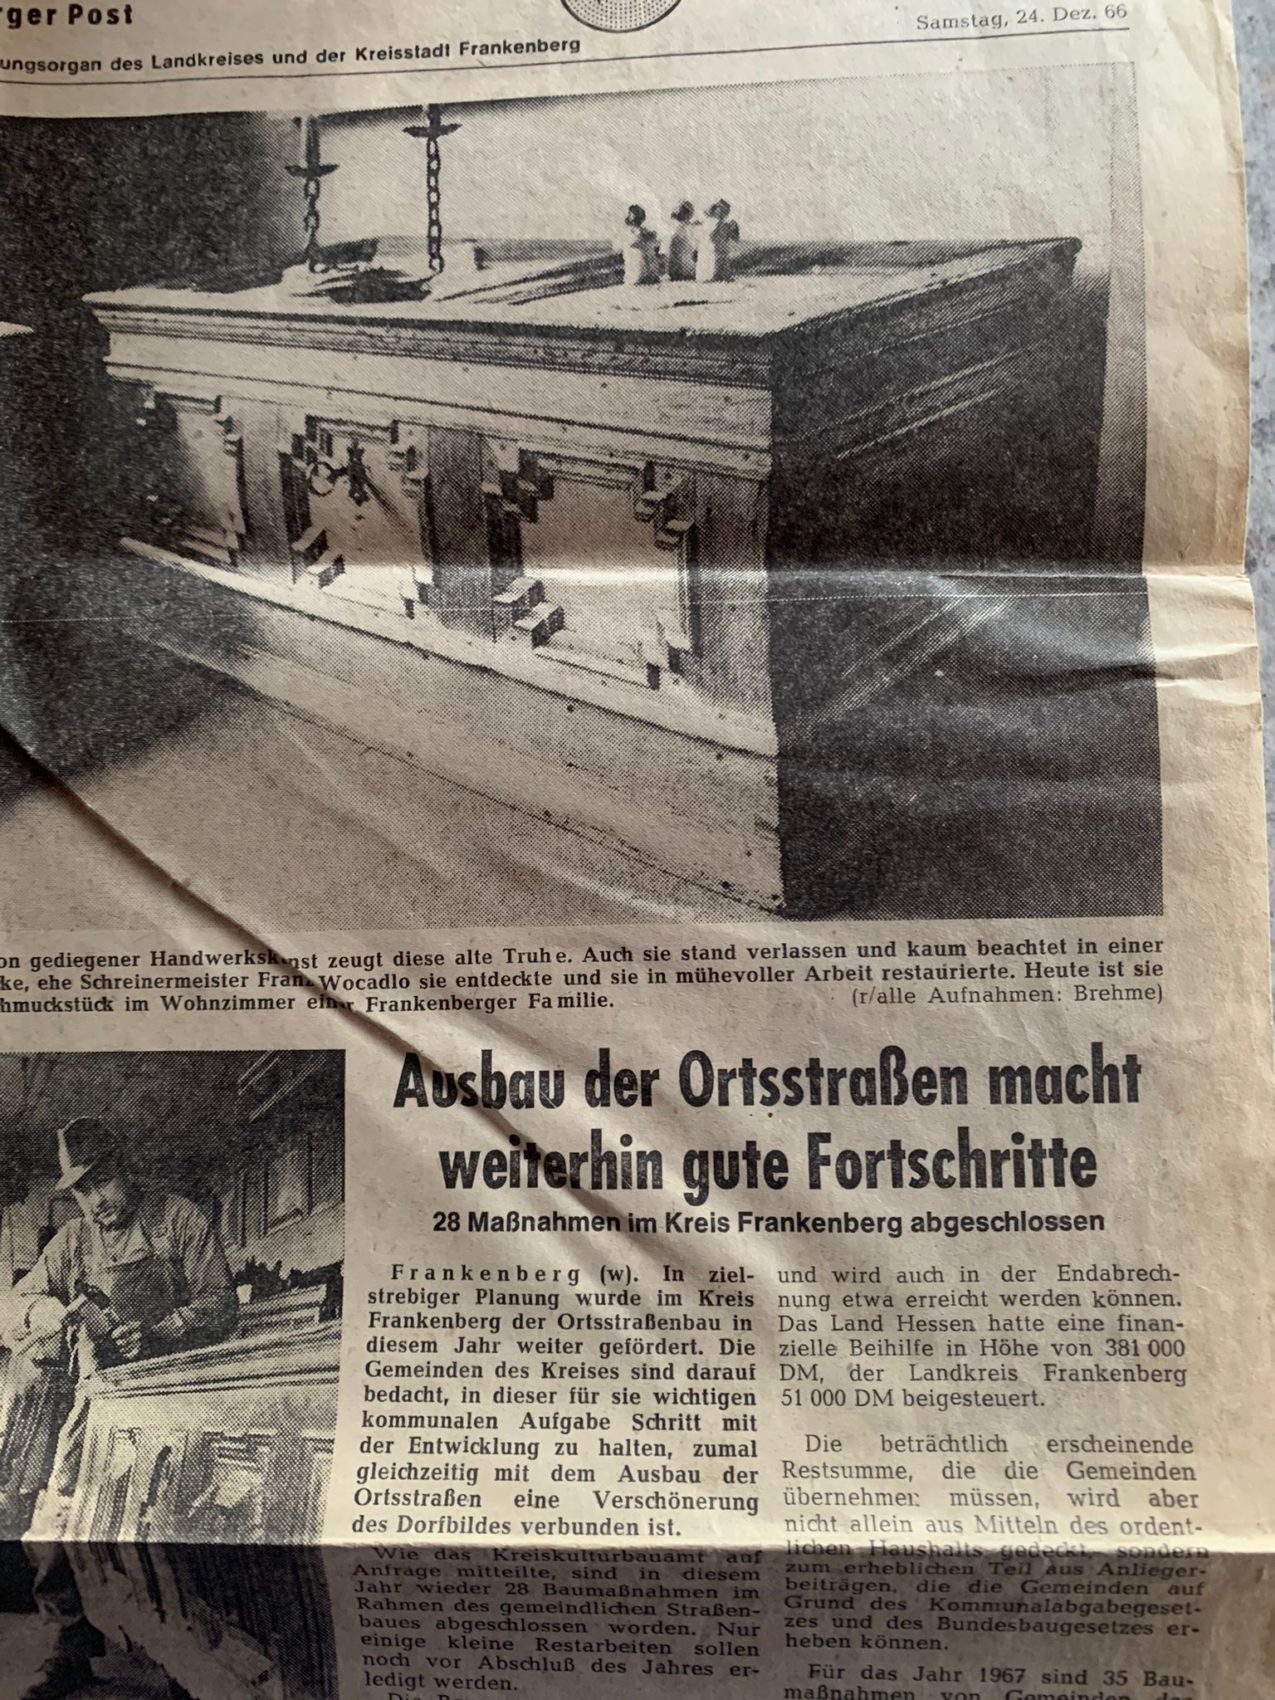 ger Post
Samstag, 24. Dez. 66
ungsorgan des Landkreises und der Kreisstadt Frankenberg
on gediegener Handwerkskunst zeugt diese alte Truhe. Auch sie stand verlassen und kaum beachtet in einer
ke, ehe Schreinermeister Franz Wocadlo sie entdeckte und sie in mühevoller Arbeit restaurierte. Heute ist sie
hmuckstück im Wohnzimmer einer Frankenberger Familie.
(r/alle Aufnahmen: Brehme)
Ausbau der Ortsstraßen macht
weiterhin gute Fortschritte
28 Maßnahmen im Kreis Frankenberg abgeschlossen
Frankenberg (w). In ziel-
strebiger Planung wurde im Kreis
Frankenberg der Ortsstraßenbau in
diesem Jahr weiter gefördert. Die
Gemeinden des Kreises sind darauf
bedacht, in dieser für sie wichtigen
kommunalen Aufgabe Schritt mit
der Entwicklung zu halten, zumal
gleichzeitig mit dem Ausbau der
Ortsstraßen eine Verschönerung
des Dorfbildes verbunden ist.
Wie das Kreiskulturbauamt auf
Anfrage mitteilte, sind in diesem
Jahr wieder 28 Baumaßnahmen im
Rahmen des gemeindlichen Straßen-
baues abgeschlossen worden. Nur
einige kleine Restarbeiten sollen
noch vor Abschluß des Jahres er-
ledigt werden.
und wird auch in der Endabrech-
nung etwa erreicht werden können.
Das Land Hessen hatte eine finan-
zielle Beihilfe in Höhe von 381 000
DM, der Landkreis Frankenberg
51 000 DM beigesteuert.
Die beträchtlich erscheinende
Restsumme, die die Gemeinden
übernehmen müssen, wird aber
nicht allein aus Mitteln des ordent-
lichen Haushalts gedeckt, sondern
zum erheblichen Teil aus Anlieger-
beiträgen, die die Gemeinden auf
Grund des Kommunalabgabegeset-
zes und des Bundesbaugesetzes er-
heben können.
Für das Jahr 1967 sind 35 Bau-
maßnahmen von Gemeinden